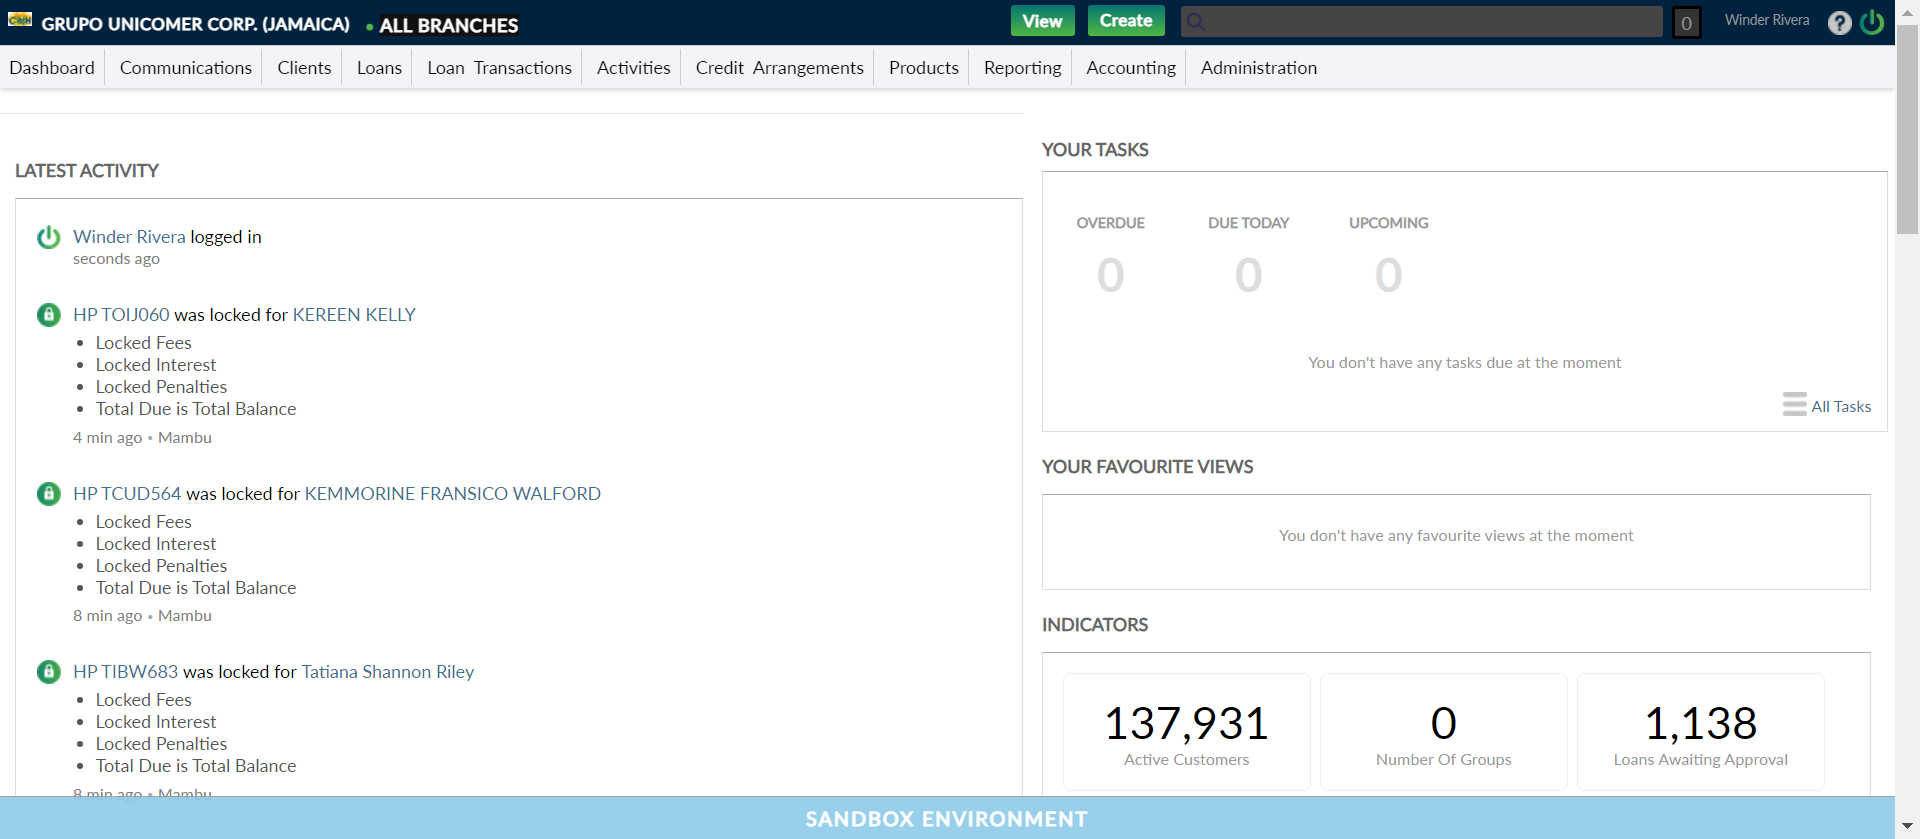 Cash
GRUPO UNICOMER CORP. (JAMAICA) • ALL BRANCHES
View
Create
0
Winder Rivera
?
Dashboard
Communications
Clients
Loans
Loan Transactions
Activities
Credit Arrangements
Products
Reporting
Accounting
Administration
LATEST ACTIVITY
Winder Rivera logged in
seconds ago
HP TOIJ060 was locked for KEREEN KELLY
• Locked Fees
• Locked Interest
• Locked Penalties
• Total Due is Total Balance
4 min ago • Mambu
HP TCUD564 was locked for KEMMORINE FRANSICO WALFORD
• Locked Fees
• Locked Interest
• Locked Penalties
• Total Due is Total Balance
8 min ago • Mambu
HP TIBW683 was locked for Tatiana Shannon Riley
• Locked Fees
• Locked Interest
• Locked Penalties
• Total Due is Total Balance
8 min ago • Mambu
YOUR TASKS
OVERDUE
DUE TODAY
UPCOMING
0
0
0
You don't have any tasks due at the moment
All Tasks
YOUR FAVOURITE VIEWS
You don't have any favourite views at the moment
INDICATORS
137,931
Active Customers
0
Number Of Groups
1,138
Loans Awaiting Approval
SANDBOX ENVIRONMENT